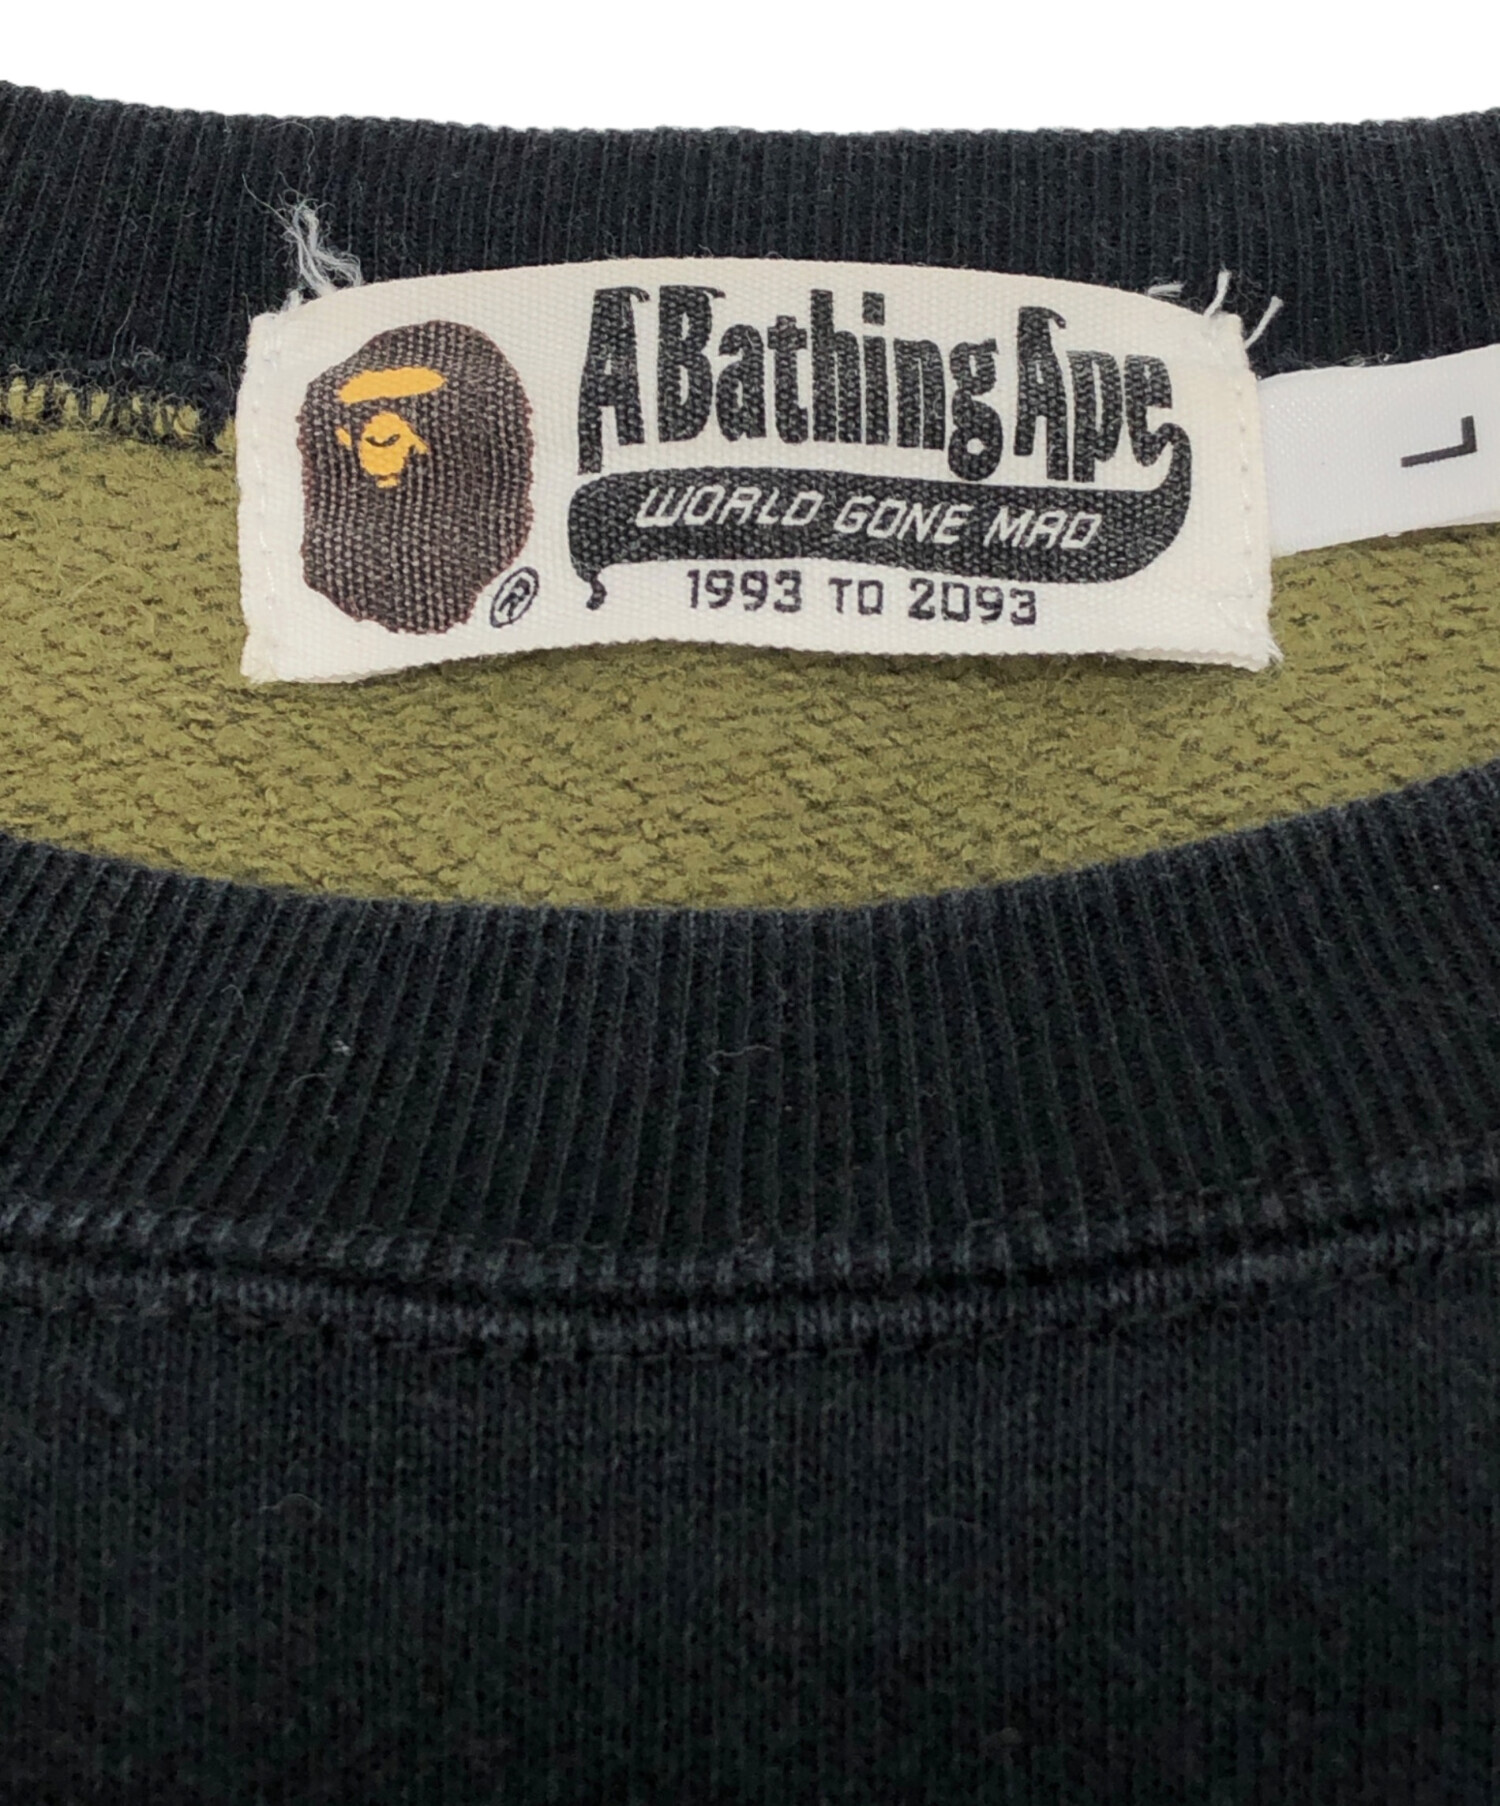 A Bathing Ape
WORLD GONE MAD
®
1993 TO 2093
L